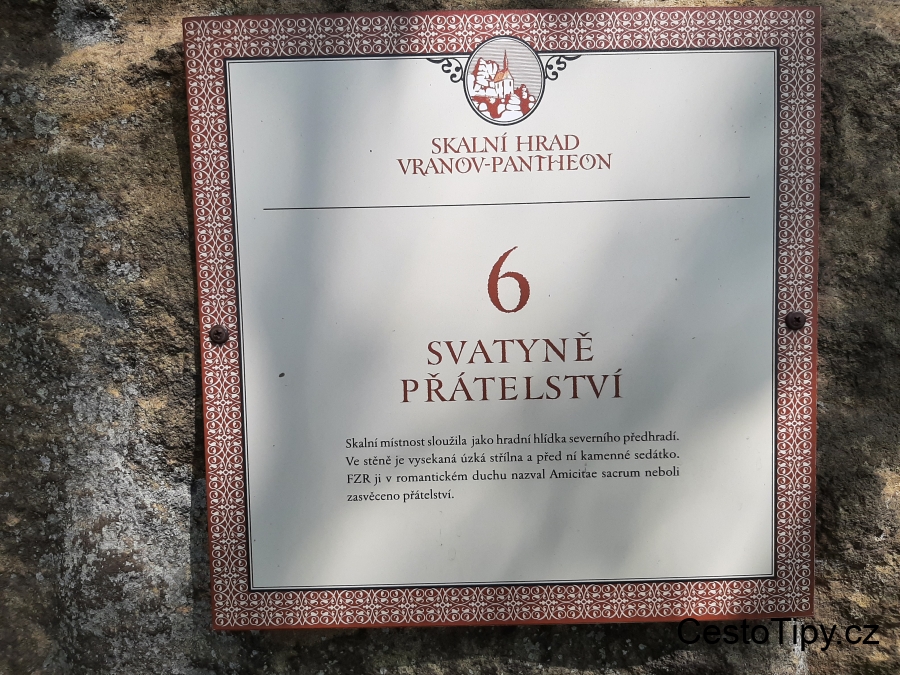 SKALNÍ HRAD
VRANOV-PANTHEON
6
SVATYNĚ
PŘÁTELSTVÍ
Skalní místnost sloužila jako hradní hlídka severního předhradí.
Ve stěně je vysekaná úzká střílna a před ní kamenné sedátko.
FZR ji v romantickém duchu nazval Amicitae sacrum neboli
zasvěceno přátelství.
CestoTipy.cz